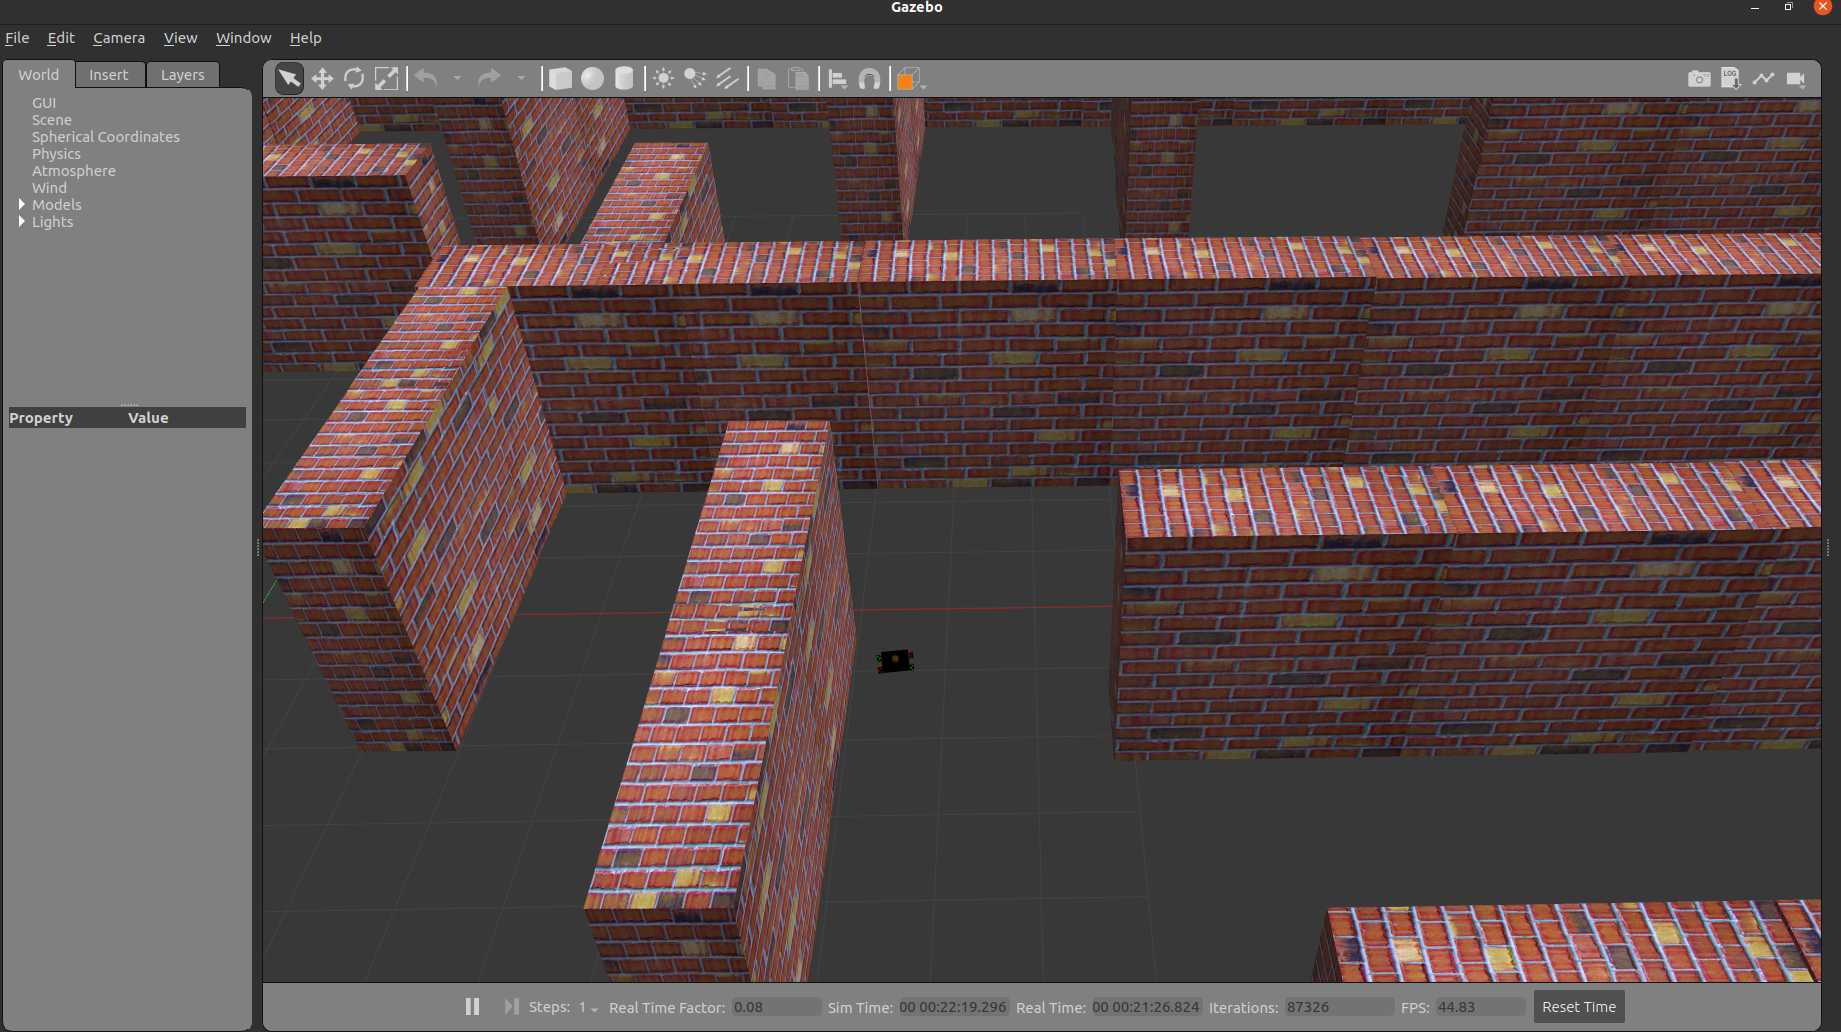 Gazebo
File Edit Camera View Window Help
World Insert Layers
LOG
GUI
Scene
Spherical Coordinates
Physics
Atmosphere
Wind
Models
Lights
Property Value
Steps: 1 Real Time Factor: 0.08 Sim Time: 00 00:22:19.296 Real Time: 00 00:21:26.824 Iterations: 87326 FPS: 44.83 Reset Time